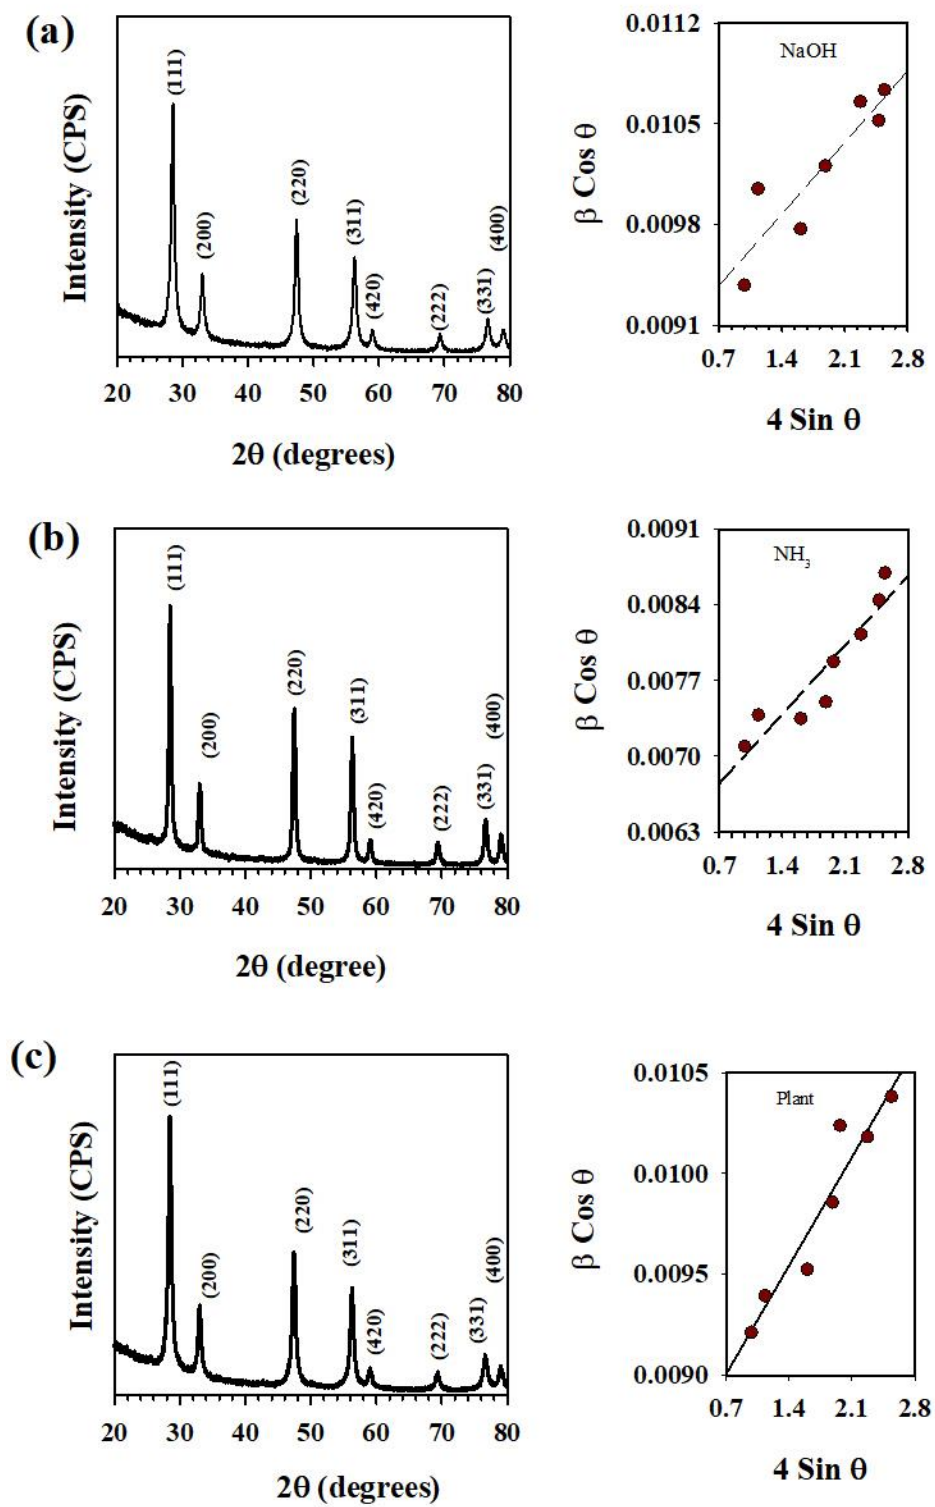 (a)
Intensity (CPS)
(111)
(200)
(220)
(311)
(420)
(222)
(331)
(400)
20 30 40 50 60 70 80
2θ (degrees)
β Cos θ
0.0112
0.0105
0.0098
0.0091
NaOH
0.7 1.4 2.1 2.8
4 Sin θ
(b)
Intensity (CPS)
(111)
(200)
(220)
(311)
(420)
(222)
(331)
(400)
20 30 40 50 60 70 80
2θ (degree)
β Cos θ
0.0091
0.0084
0.0077
0.0070
0.0063
NH3
0.7 1.4 2.1 2.8
4 Sin θ
(c)
Intensity (CPS)
(111)
(200)
(220)
(311)
(420)
(222)
(331)
(400)
20 30 40 50 60 70 80
2θ (degrees)
β Cos θ
0.0105
0.0100
0.0095
0.0090
Plant
0.7 1.4 2.1 2.8
4 Sin θ